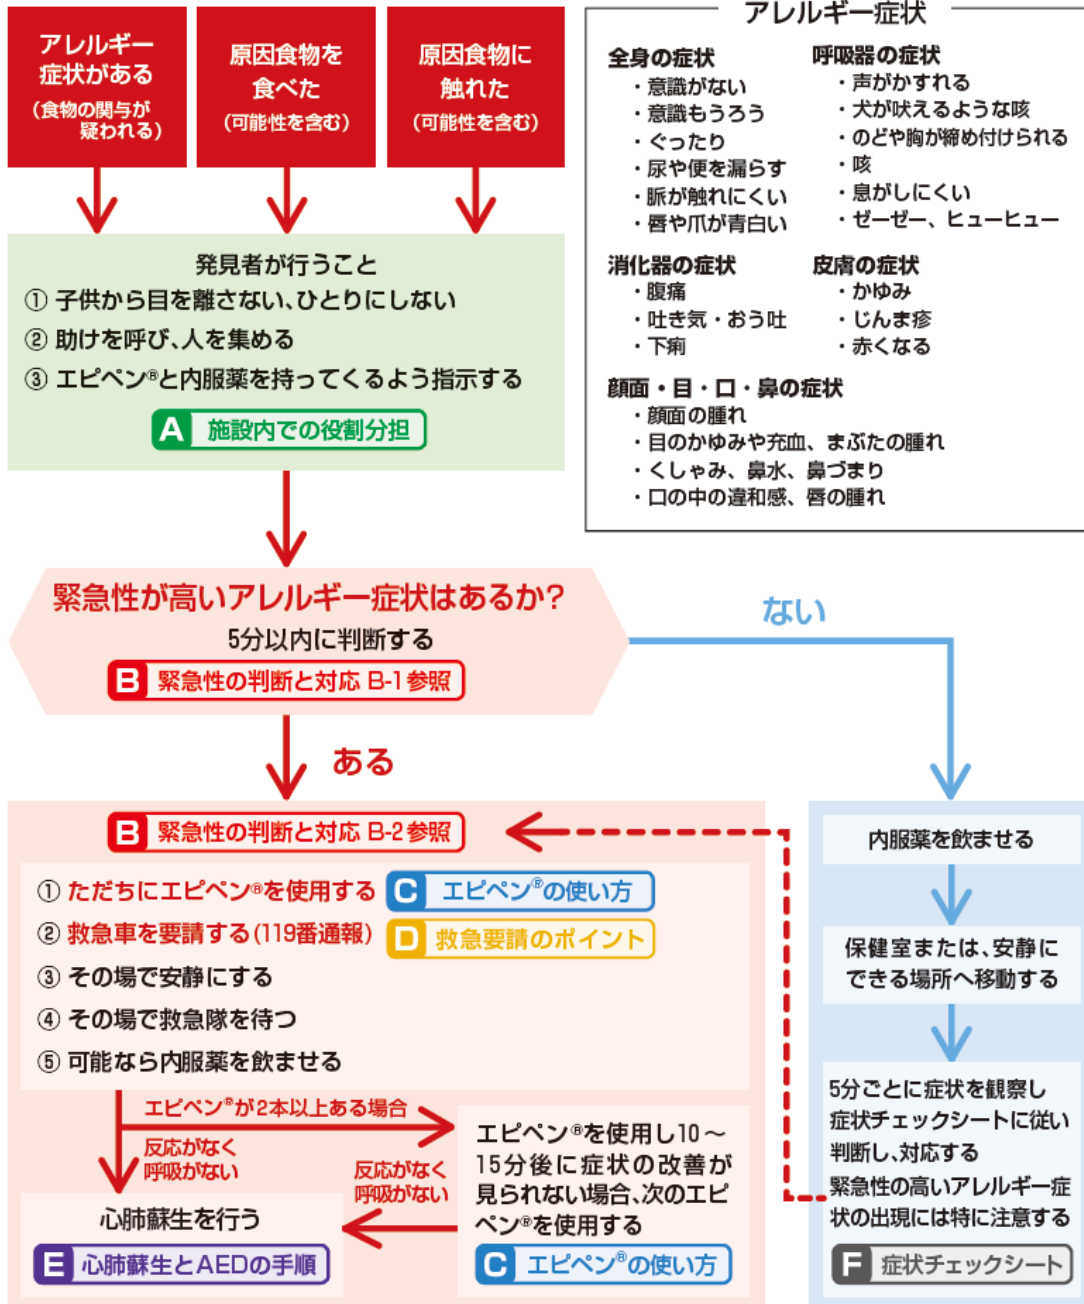 アレルギー
症状がある
(食物の関与が
疑われる)
原因食物を
食べた
(可能性を含む)
原因食物に
触れた
(可能性を含む)
アレルギー症状
全身の症状
・意識がない
・意識もうろう
・ぐったり
・尿や便を漏らす
・脈が触れにくい
・唇や爪が青白い
呼吸器の症状
・声がかすれる
・犬が吠えるような咳
・のどや胸が締め付けられる
・咳
・息がしにくい
・ゼーゼー、ヒューヒュー
消化器の症状
・腹痛
・吐き気・おう吐
・下痢
皮膚の症状
・かゆみ
・じんま疹
・赤くなる
顔面・目・口・鼻の症状
・顔面の腫れ
・目のかゆみや充血、まぶたの腫れ
・くしゃみ、鼻水、鼻づまり
・口の中の違和感、唇の腫れ
発見者が行うこと
① 子供から目を離さない、ひとりにしない
② 助けを呼び、人を集める
③ エピペン®と内服薬を持ってくるよう指示する
A 施設内での役割分担
緊急性が高いアレルギー症状はあるか?
5分以内に判断する
B 緊急性の判断と対応 B-1参照
ない
ある
B 緊急性の判断と対応 B-2参照
① ただちにエピペン®を使用する C エピペン®の使い方
② 救急車を要請する(119番通報) D 救急要請のポイント
③ その場で安静にする
④ その場で救急隊を待つ
⑤ 可能なら内服薬を飲ませる
エピペン®が2本以上ある場合
反応がなく
呼吸がない
反応がなく
呼吸がない
エピペン®を使用し10～
15分後に症状の改善が
見られない場合、次のエピ
ペン®を使用する
C エピペン®の使い方
心肺蘇生を行う
E 心肺蘇生とAEDの手順
内服薬を飲ませる
保健室または、安静に
できる場所へ移動する
5分ごとに症状を観察し
症状チェックシートに従い
判断し、対応する
緊急性の高いアレルギー症
状の出現には特に注意する
F 症状チェックシート